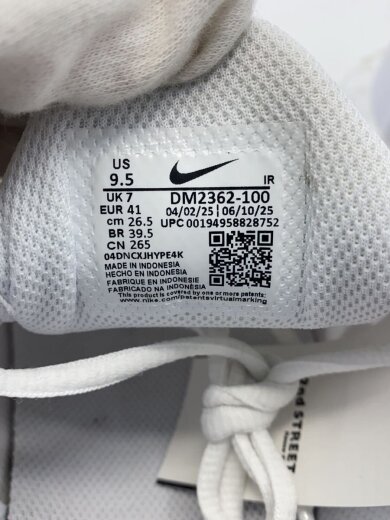 US
9.5
IR
UK 7
DM2362-100
EUR 41
04/02/25 06/10/25
cm 26.5
UPC 00194958828752
BR 39.5
CN 265
04DNCXJHYPE4K
MADE IN INDONESIA
HECHO EN INDONESIA
FABRIQUE EN INDONESIE
FABRICADO NA INDONÉSIA
This product is covered by one or more patents:
www.nike.com/patentsvirtualmarking
2nd STREET